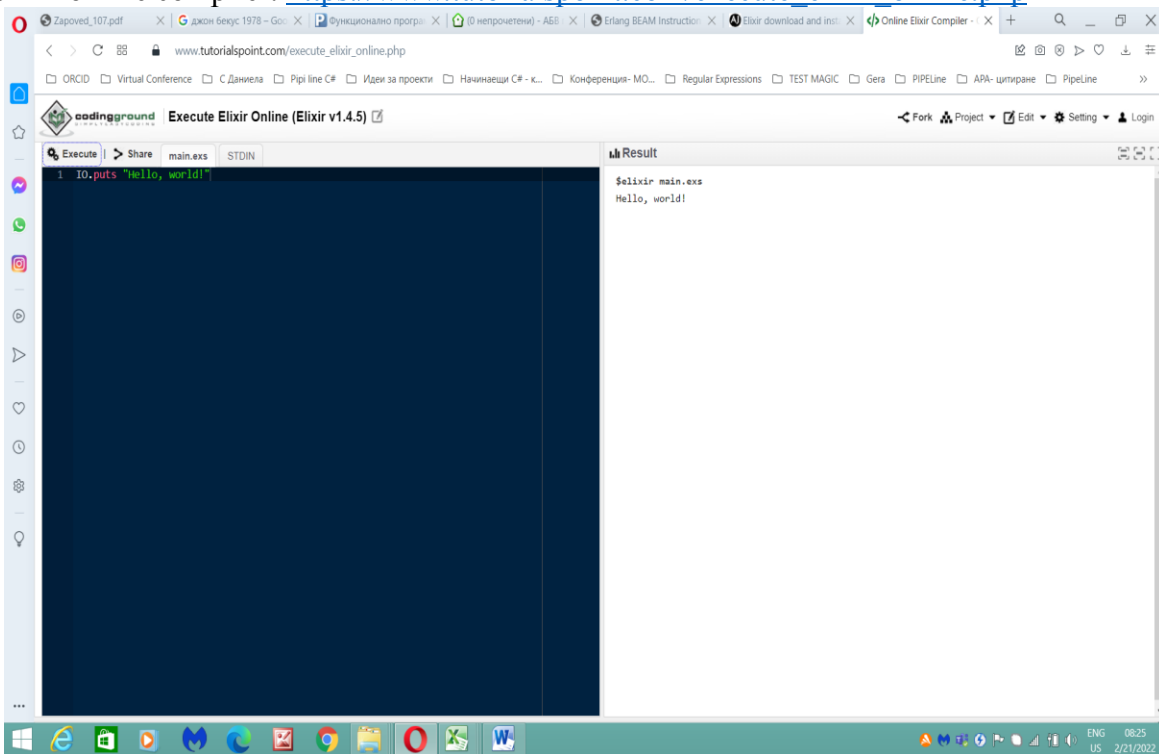 Zapoved_107.pdf
джон бекус 1978 – Goo
Функционално програ
(0 непрочетени) - АБВ
Erlang BEAM Instruction
Elixir download and inst
Online Elixir Compiler -
www.tutorialspoint.com/execute_elixir_online.php
ORCID Virtual Conference С Даниела Pipi line C# Идеи за проекти Начинаещи C# - к... Конференция- МО... Regular Expressions TEST MAGIC Gera PIPELine APA- цитиране PipeLine »
codingground Execute Elixir Online (Elixir v1.4.5) Fork Project Edit Setting Login
Execute | Share main.exs STDIN
Result
1 IO.puts "Hello, world!"
$elixir main.exs
Hello, world!
ENG 08:25
US 2/21/2022